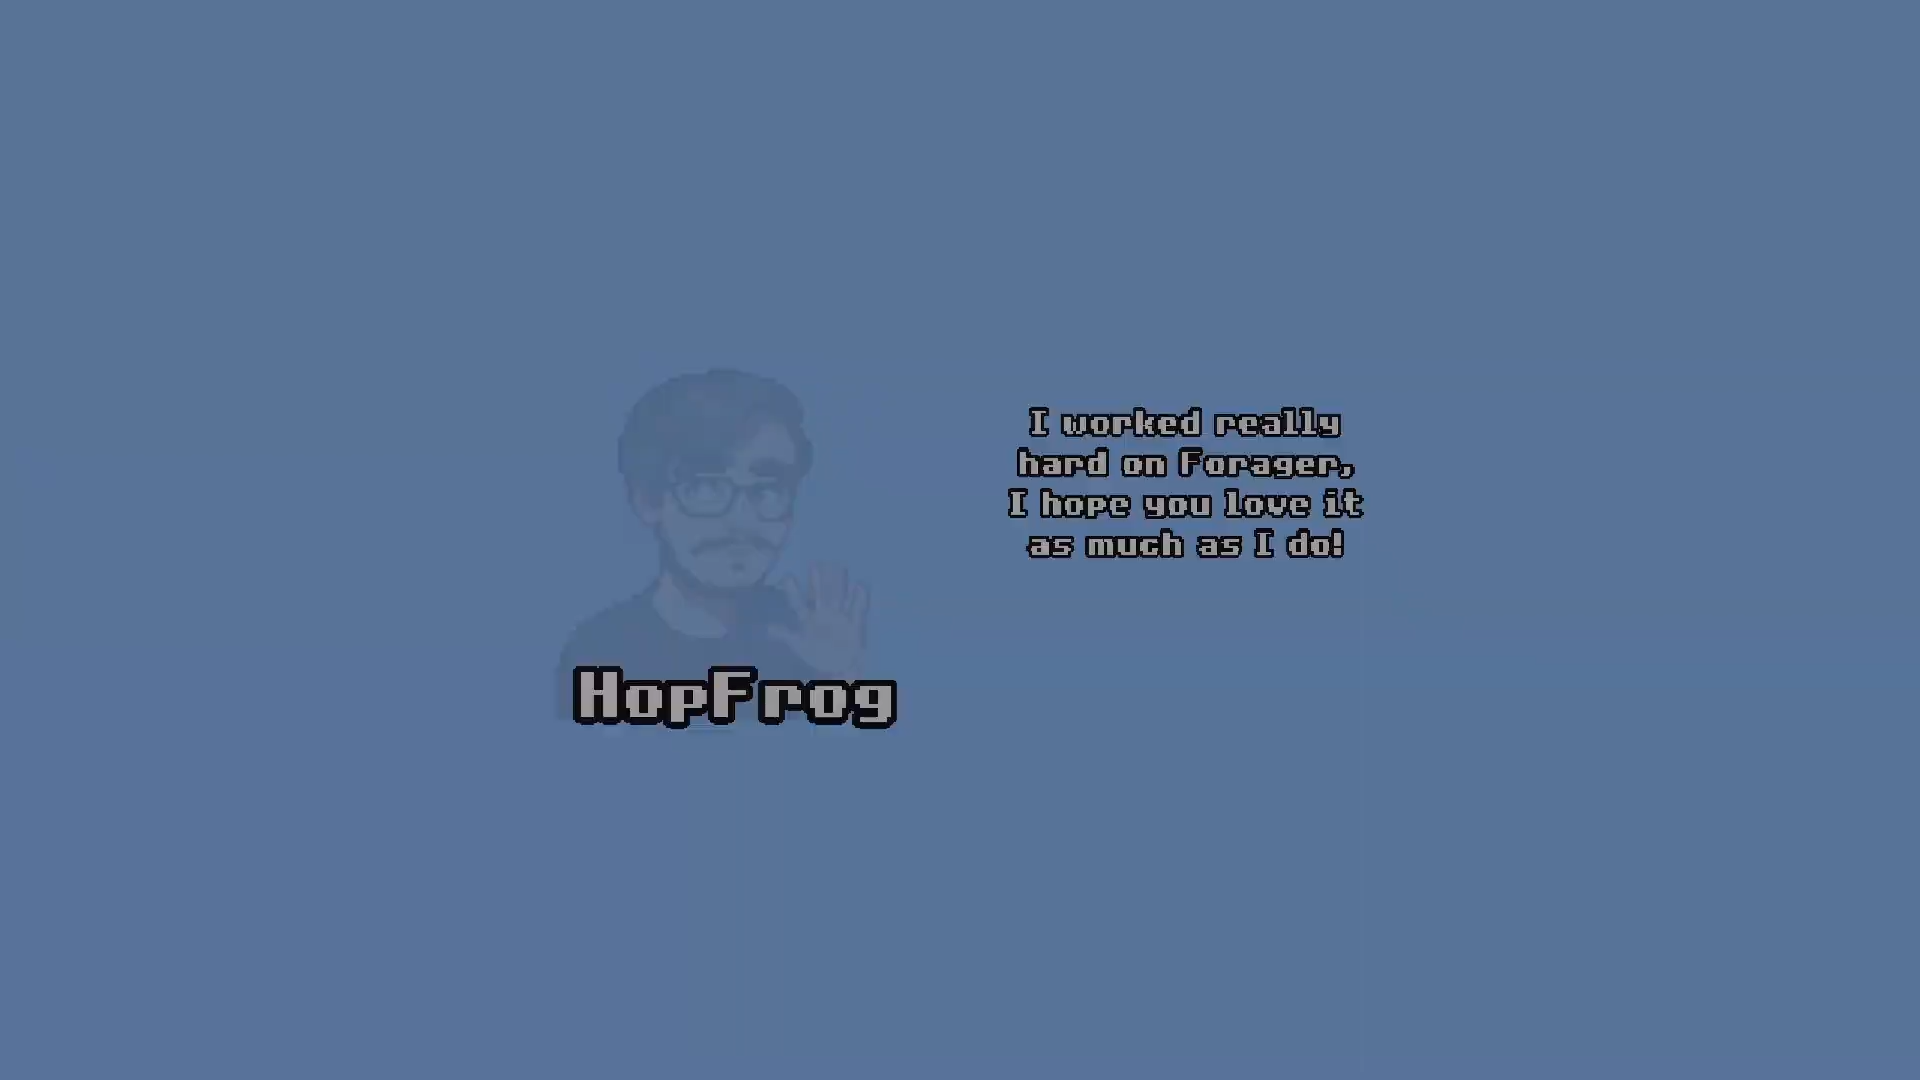 I worked really
hard on Forager,
I hope you love it
as much as I do!
HopFrog